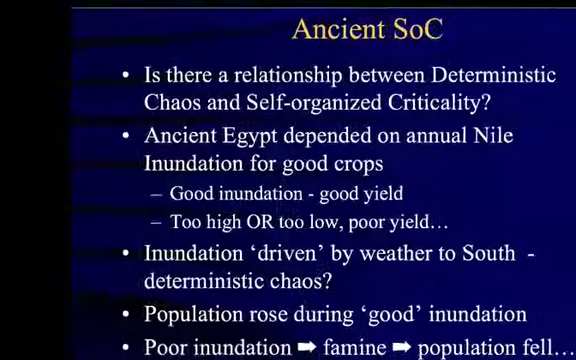 Ancient SoC
• Is there a relationship between Deterministic
Chaos and Self-organized Criticality?
• Ancient Egypt depended on annual Nile
Inundation for good crops
– Good inundation - good yield
– Too high OR too low, poor yield…
• Inundation ‘driven’ by weather to South -
deterministic chaos?
• Population rose during ‘good’ inundation
• Poor inundation ➡ famine ➡ population fell…